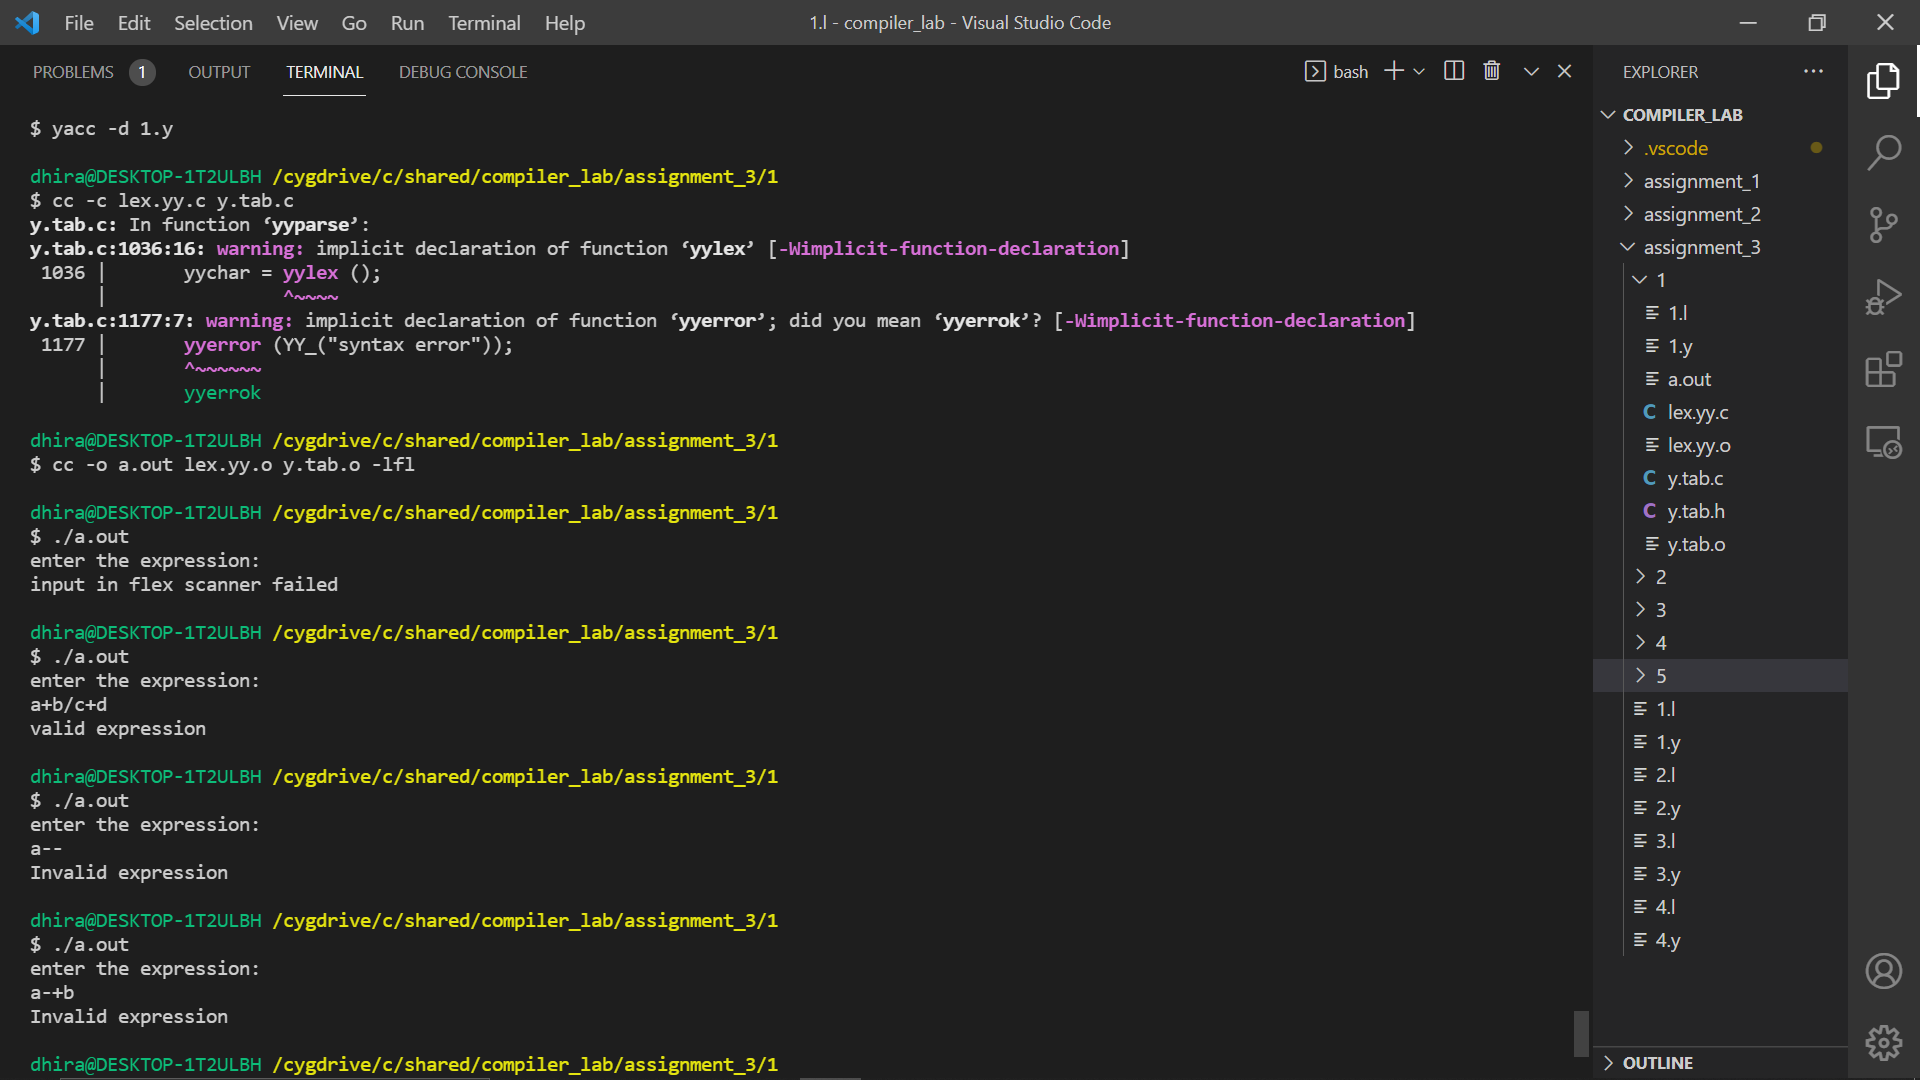 File Edit Selection View Go Run Terminal Help
1.l - compiler_lab - Visual Studio Code
PROBLEMS 1 OUTPUT TERMINAL DEBUG CONSOLE
bash
$ yacc -d 1.y
dhira@DESKTOP-1T2ULBH /cygdrive/c/shared/compiler_lab/assignment_3/1
$ cc -c lex.yy.c y.tab.c
y.tab.c: In function ‘yyparse’:
y.tab.c:1036:16: warning: implicit declaration of function ‘yylex’ [-Wimplicit-function-declaration]
1036 | yychar = yylex ();
| ^~~~~
y.tab.c:1177:7: warning: implicit declaration of function ‘yyerror’; did you mean ‘yyerrok’? [-Wimplicit-function-declaration]
1177 | yyerror (YY_("syntax error"));
| ^~~~~~~
| yyerrok
dhira@DESKTOP-1T2ULBH /cygdrive/c/shared/compiler_lab/assignment_3/1
$ cc -o a.out lex.yy.o y.tab.o -lfl
dhira@DESKTOP-1T2ULBH /cygdrive/c/shared/compiler_lab/assignment_3/1
$ ./a.out
enter the expression:
input in flex scanner failed
dhira@DESKTOP-1T2ULBH /cygdrive/c/shared/compiler_lab/assignment_3/1
$ ./a.out
enter the expression:
a+b/c+d
valid expression
dhira@DESKTOP-1T2ULBH /cygdrive/c/shared/compiler_lab/assignment_3/1
$ ./a.out
enter the expression:
a--
Invalid expression
dhira@DESKTOP-1T2ULBH /cygdrive/c/shared/compiler_lab/assignment_3/1
$ ./a.out
enter the expression:
a-+b
Invalid expression
dhira@DESKTOP-1T2ULBH /cygdrive/c/shared/compiler_lab/assignment_3/1
EXPLORER
COMPILER_LAB
.vscode
assignment_1
assignment_2
assignment_3
1
1.l
1.y
a.out
C lex.yy.c
lex.yy.o
C y.tab.c
C y.tab.h
y.tab.o
2
3
4
5
1.l
1.y
2.l
2.y
3.l
3.y
4.l
4.y
OUTLINE